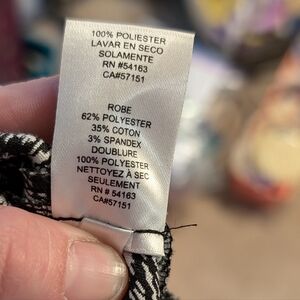 100% POLIESTER
LAVAR EN SECO
SOLAMENTE
RN #54163
CA#57151
ROBE
62% POLYESTER
35% COTON
3% SPANDEX
DOUBLURE
100% POLYESTER
NETTOYEZ À SEC
SEULEMENT
RN # 54163
CA#57151